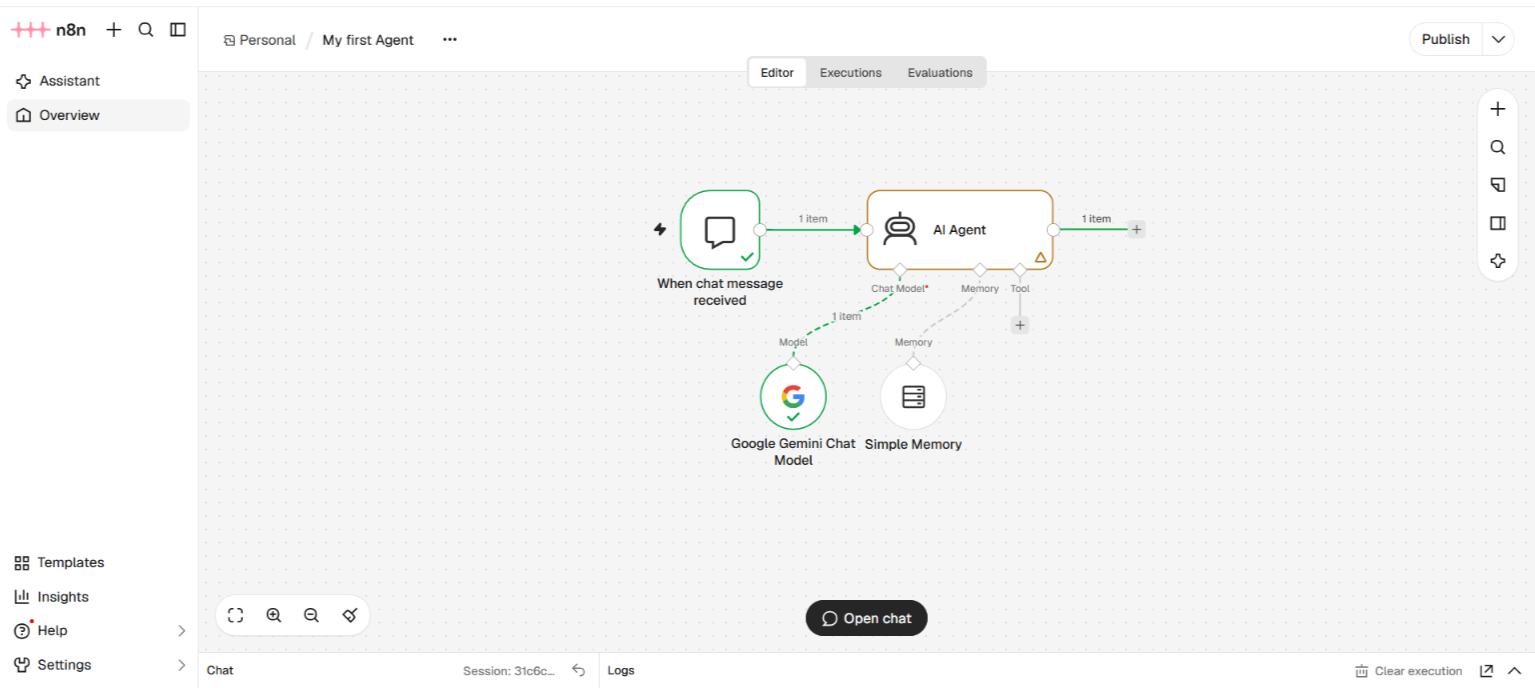 n8n
Personal / My first Agent
Publish
Editor
Executions
Evaluations
Assistant
Overview
1 item
AI Agent
1 item
When chat message
received
Chat Model*
Memory
Tool
1 item
Model
Memory
Google Gemini Chat
Model
Simple Memory
Templates
Insights
Help
Settings
Open chat
Chat
Session: 31c6c...
Logs
Clear execution